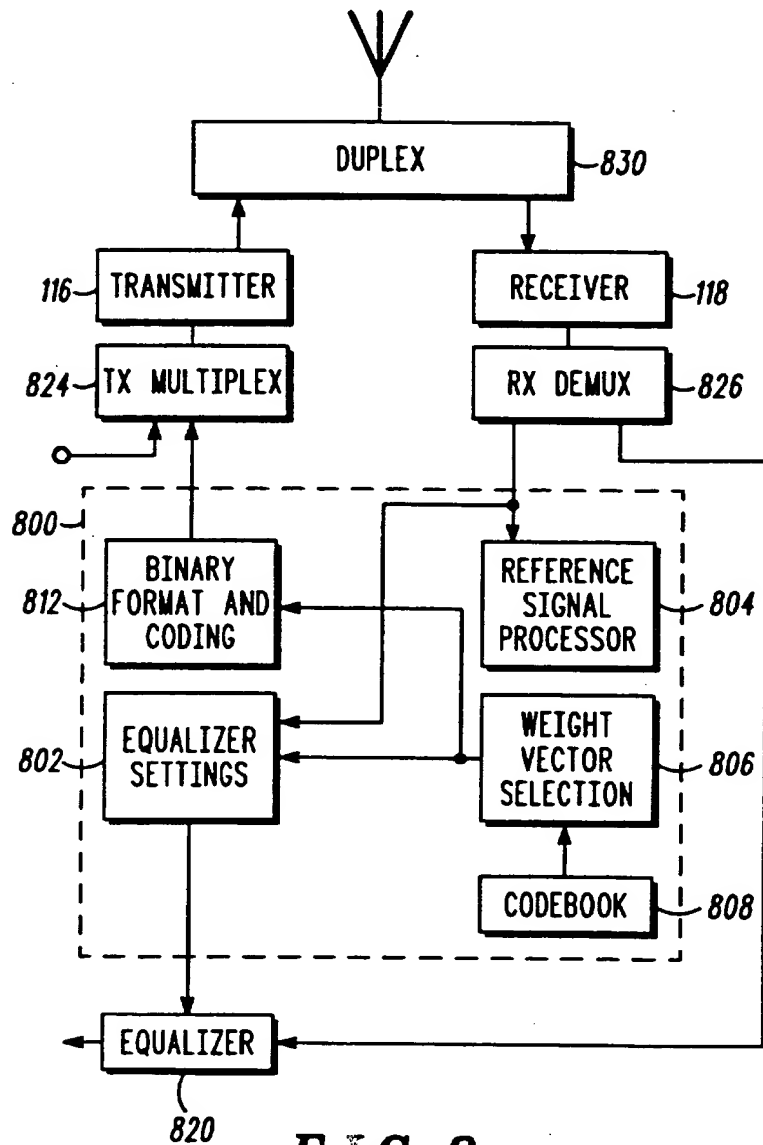 DUPLEX
830
116
TRANSMITTER
RECEIVER
118
824
TX MULTIPLEX
RX DEMUX
826
800
812
BINARY
FORMAT AND
CODING
REFERENCE
SIGNAL
PROCESSOR
804
802
EQUALIZER
SETTINGS
WEIGHT
VECTOR
SELECTION
806
CODEBOOK
808
EQUALIZER
820